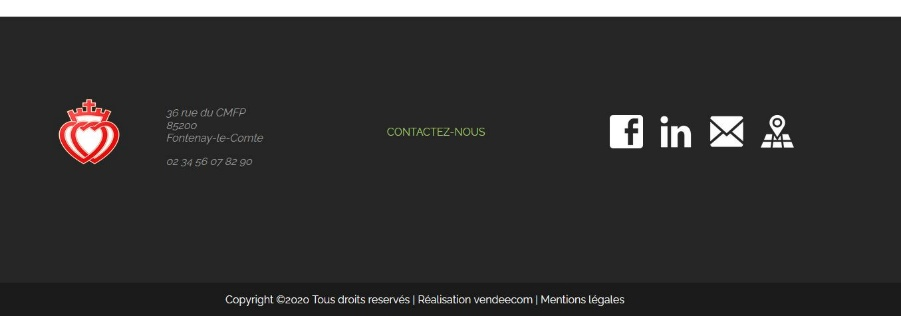 36 rue du CMFP
85200
Fontenay-le-Comte
02 34 56 07 82 90
CONTACTEZ-NOUS
Copyright ©2020 Tous droits reservés | Réalisation vendeecom | Mentions légales